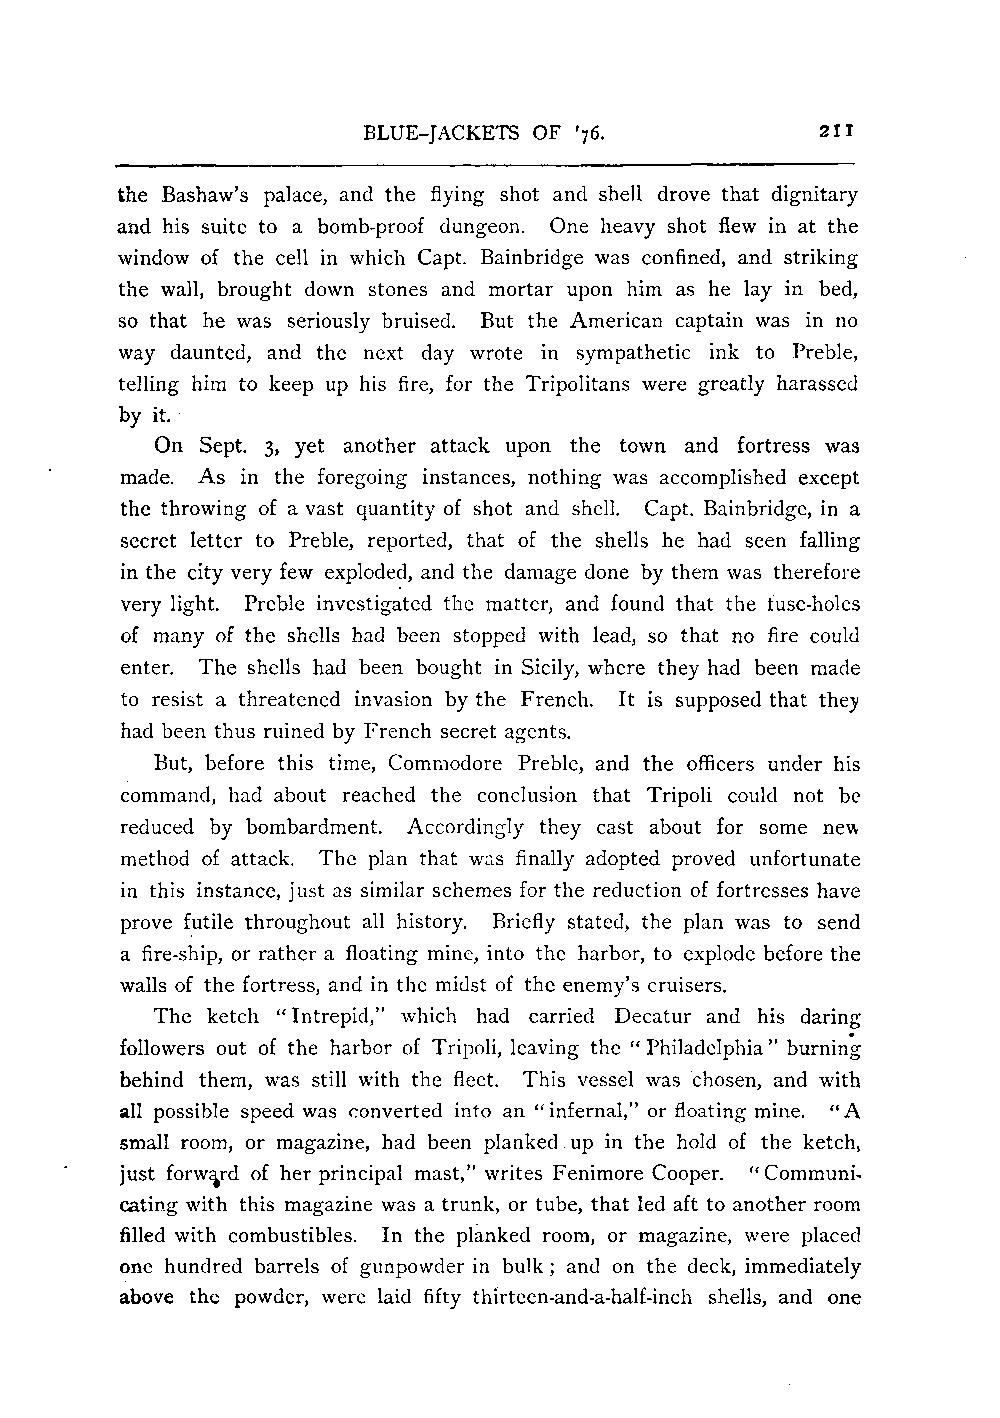 BLUE-JACKETS OF '76. 211
the Bashaw's palace, and the flying shot and shell drove that dignitary
and his suite to a bomb-proof dungeon. One heavy shot flew in at the
window of the cell in which Capt. Bainbridge was confined, and striking
the wall, brought down stones and mortar upon him as he lay in bed,
so that he was seriously bruised. But the American captain was in no
way daunted, and the next day wrote in sympathetic ink to Preble,
telling him to keep up his fire, for the Tripolitans were greatly harassed
by it.
On Sept. 3, yet another attack upon the town and fortress was
made. As in the foregoing instances, nothing was accomplished except
the throwing of a vast quantity of shot and shell. Capt. Bainbridge, in a
secret letter to Preble, reported, that of the shells he had seen falling
in the city very few exploded, and the damage done by them was therefore
very light. Preble investigated the matter, and found that the fuse-holes
of many of the shells had been stopped with lead, so that no fire could
enter. The shells had been bought in Sicily, where they had been made
to resist a threatened invasion by the French. It is supposed that they
had been thus ruined by French secret agents.
But, before this time, Commodore Preble, and the officers under his
command, had about reached the conclusion that Tripoli could not be
reduced by bombardment. Accordingly they cast about for some new
method of attack. The plan that was finally adopted proved unfortunate
in this instance, just as similar schemes for the reduction of fortresses have
prove futile throughout all history. Briefly stated, the plan was to send
a fire-ship, or rather a floating mine, into the harbor, to explode before the
walls of the fortress, and in the midst of the enemy's cruisers.
The ketch "Intrepid," which had carried Decatur and his daring
followers out of the harbor of Tripoli, leaving the "Philadelphia" burning
behind them, was still with the fleet. This vessel was chosen, and with
all possible speed was converted into an "infernal," or floating mine. "A
small room, or magazine, had been planked up in the hold of the ketch,
just forward of her principal mast," writes Fenimore Cooper. "Communi-
cating with this magazine was a trunk, or tube, that led aft to another room
filled with combustibles. In the planked room, or magazine, were placed
one hundred barrels of gunpowder in bulk; and on the deck, immediately
above the powder, were laid fifty thirteen-and-a-half-inch shells, and one